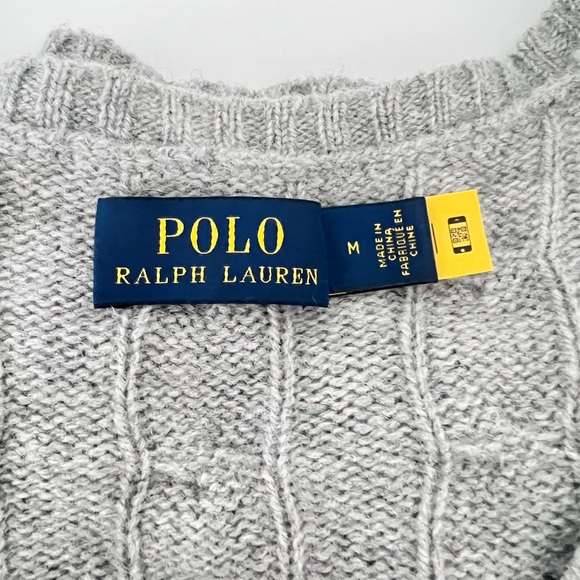 POLO
RALPH LAUREN
M
MADE IN
CHINA
FABRIQUÉ EN
CHINE